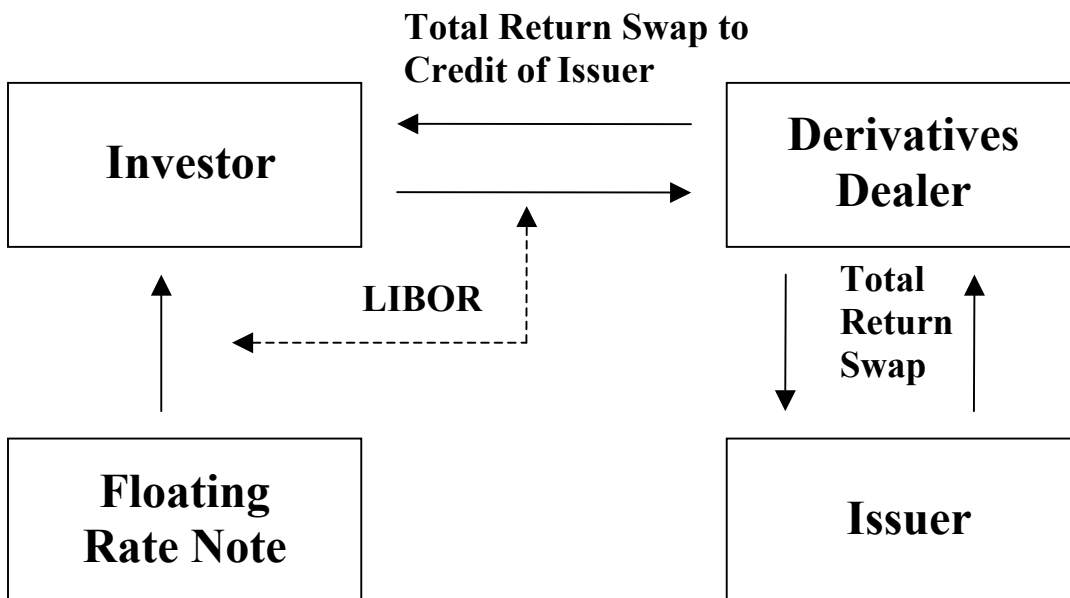 Total Return Swap to
Credit of Issuer
Investor
Derivatives
Dealer
LIBOR
Total
Return
Swap
Floating
Rate Note
Issuer